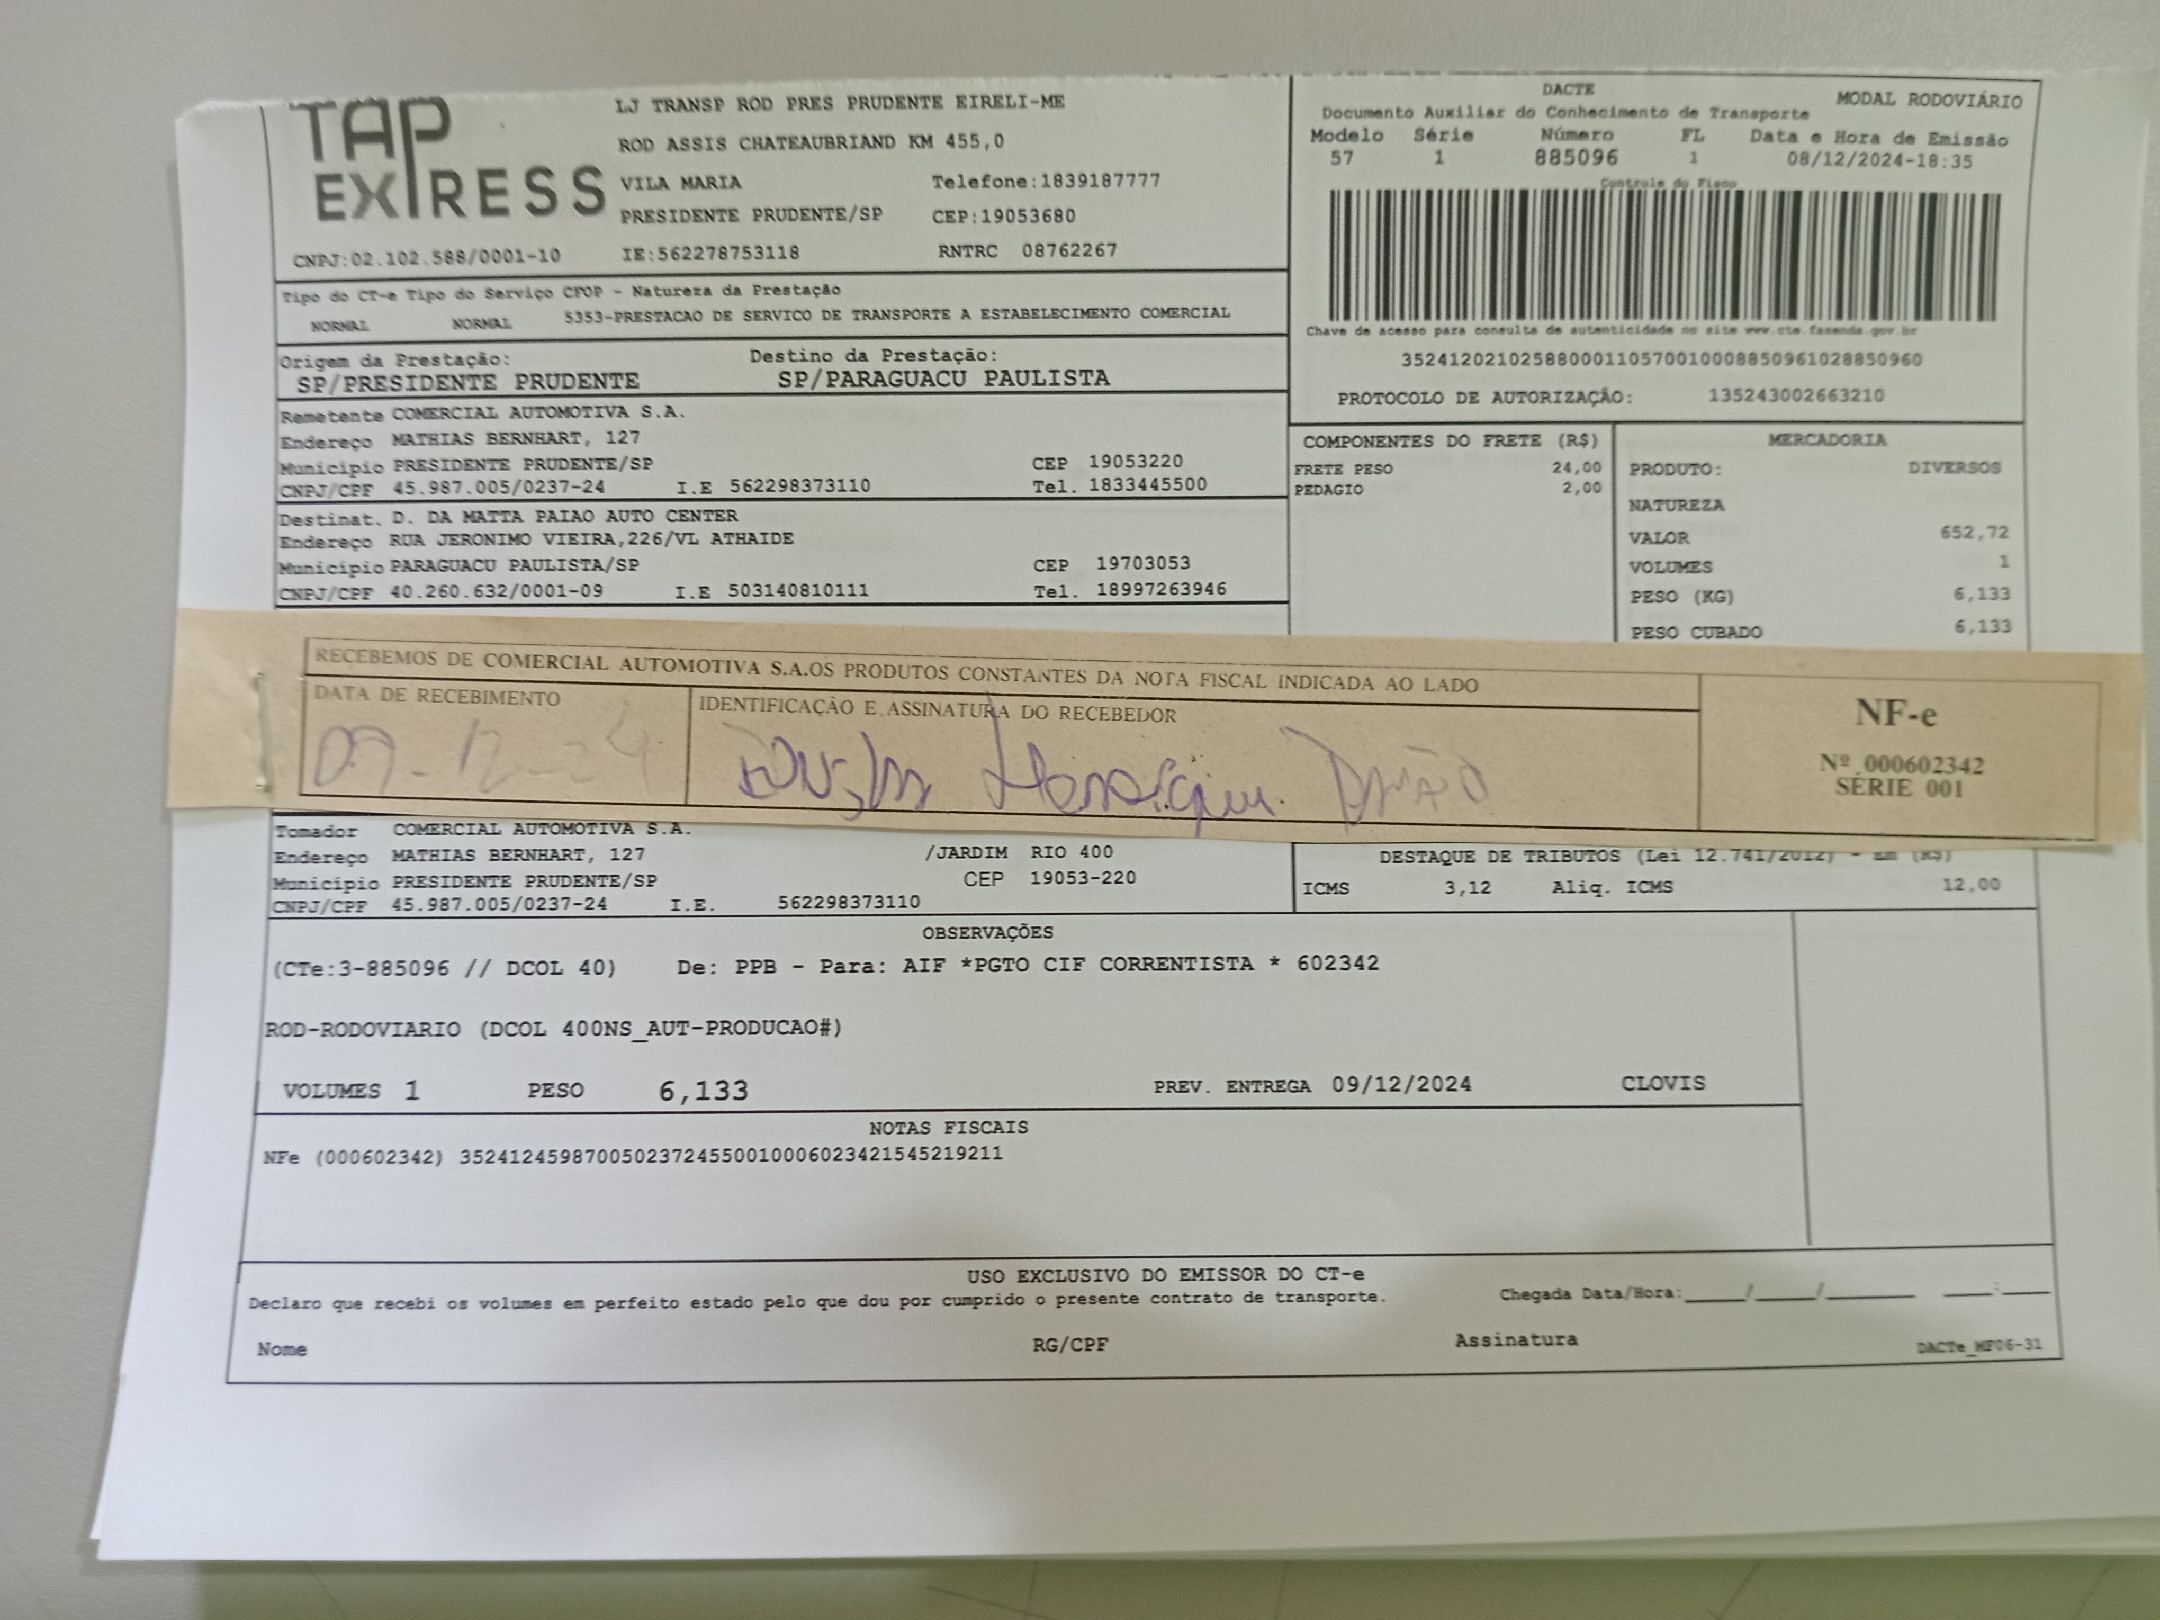 TAP
EXPRESS
LJ TRANSP ROD PRES PRUDENTE EIRELI-ME
ROD ASSIS CHATEAUBRIAND KM 455,0
VILA MARIA Telefone:1839187777
PRESIDENTE PRUDENTE/SP CEP:19053680
CNPJ:02.102.588/0001-10 IE:562278753118 RNTRC 08762267
DACTE MODAL RODOVIÁRIO
Documento Auxiliar do Conhecimento de Transporte
Modelo Série Número FL Data e Hora de Emissão
57 1 885096 1 08/12/2024-18:35
Controle do Fisco
Chave de acesso para consulta de autenticidade no site www.cte.fazenda.gov.br
35241202102588000110570010008850961028850960
PROTOCOLO DE AUTORIZAÇÃO: 135243002663210
Tipo do CT-e Tipo do Serviço CFOP - Natureza da Prestação
NORMAL NORMAL 5353-PRESTACAO DE SERVICO DE TRANSPORTE A ESTABELECIMENTO COMERCIAL
Origem da Prestação: Destino da Prestação:
SP/PRESIDENTE PRUDENTE SP/PARAGUACU PAULISTA
Remetente COMERCIAL AUTOMOTIVA S.A.
Endereço MATHIAS BERNHART, 127
Município PRESIDENTE PRUDENTE/SP CEP 19053220
CNPJ/CPF 45.987.005/0237-24 I.E 562298373110 Tel. 1833445500
Destinat. D. DA MATTA PAIAO AUTO CENTER
Endereço RUA JERONIMO VIEIRA,226/VL ATHAIDE
Município PARAGUACU PAULISTA/SP CEP 19703053
CNPJ/CPF 40.260.632/0001-09 I.E 503140810111 Tel. 18997263946
COMPONENTES DO FRETE (R$)
FRETE PESO 24,00
PEDAGIO 2,00
MERCADORIA
PRODUTO: DIVERSOS
NATUREZA
VALOR 652,72
VOLUMES 1
PESO (KG) 6,133
PESO CUBADO 6,133
RECEBEMOS DE COMERCIAL AUTOMOTIVA S.A.OS PRODUTOS CONSTANTES DA NOTA FISCAL INDICADA AO LADO
DATA DE RECEBIMENTO IDENTIFICAÇÃO E ASSINATURA DO RECEBEDOR
09-12-24 Henrique
NF-e
Nº 000602342
SÉRIE 001
Tomador COMERCIAL AUTOMOTIVA S.A.
Endereço MATHIAS BERNHART, 127 /JARDIM RIO 400
Município PRESIDENTE PRUDENTE/SP CEP 19053-220
CNPJ/CPF 45.987.005/0237-24 I.E. 562298373110
DESTAQUE DE TRIBUTOS (Lei 12.741/2012) - Em (R$)
ICMS 3,12 Aliq. ICMS 12,00
OBSERVAÇÕES
(CTe:3-885096 // DCOL 40) De: PPB - Para: AIF *PGTO CIF CORRENTISTA * 602342
ROD-RODOVIARIO (DCOL 400NS_AUT-PRODUCAO#)
VOLUMES 1 PESO 6,133 PREV. ENTREGA 09/12/2024 CLOVIS
NOTAS FISCAIS
NFe (000602342) 35241245987005023724550010006023421545219211
USO EXCLUSIVO DO EMISSOR DO CT-e
Declaro que recebi os volumes em perfeito estado pelo que dou por cumprido o presente contrato de transporte. Chegada Data/Hora:____/____/______ ____:____
Nome RG/CPF Assinatura DACTe_MF06-31